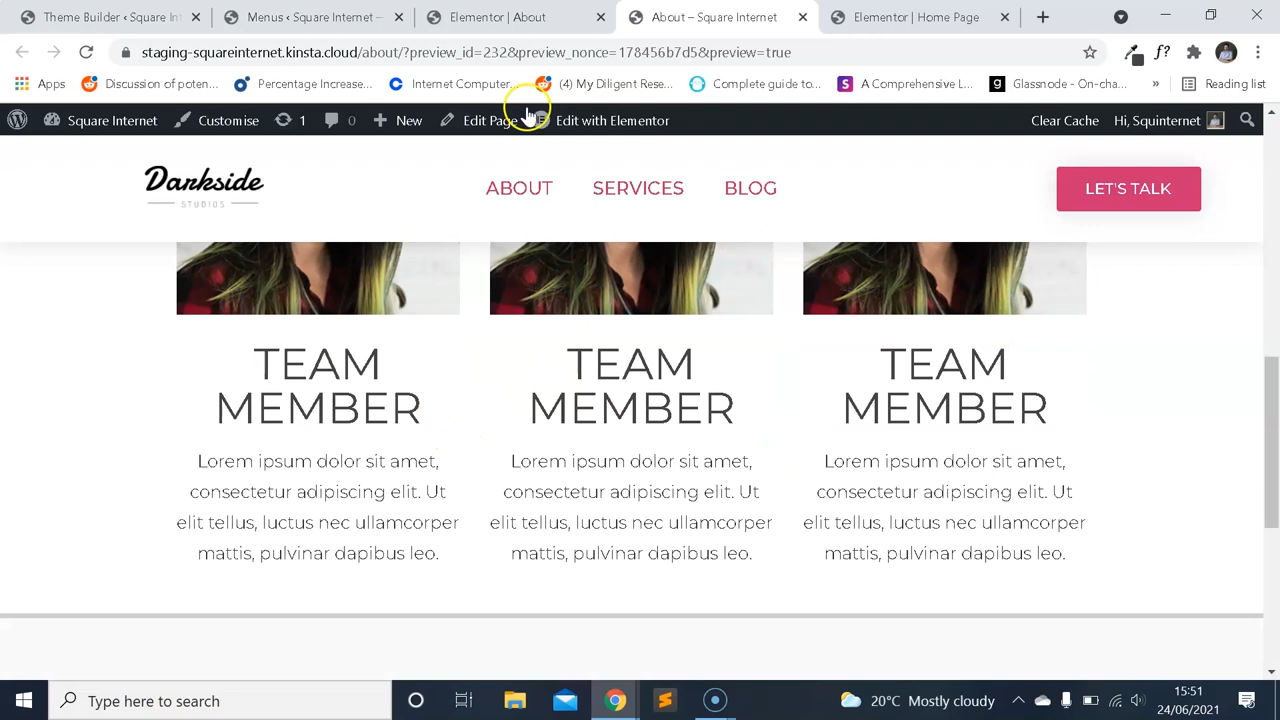 Theme Builder ‹ Square In
Menus ‹ Square Internet —
Elementor | About
About – Square Internet
Elementor | Home Page
staging-squareinternet.kinsta.cloud/about/?preview_id=232&preview_nonce=178456b7d5&preview=true
f?
Apps
Discussion of poten...
Percentage Increase...
Internet Computer...
(4) My Diligent Rese...
Complete guide to...
A Comprehensive L...
Glassnode - On-cha...
»
Reading list
Square Internet
Customise
1
0
New
Edit Page
Edit with Elementor
Clear Cache
Hi, Squinternet
Darkside
STUDIOS
ABOUT
SERVICES
BLOG
LET'S TALK
TEAM
MEMBER
Lorem ipsum dolor sit amet,
consectetur adipiscing elit. Ut
elit tellus, luctus nec ullamcorper
mattis, pulvinar dapibus leo.
TEAM
MEMBER
Lorem ipsum dolor sit amet,
consectetur adipiscing elit. Ut
elit tellus, luctus nec ullamcorper
mattis, pulvinar dapibus leo.
TEAM
MEMBER
Lorem ipsum dolor sit amet,
consectetur adipiscing elit. Ut
elit tellus, luctus nec ullamcorper
mattis, pulvinar dapibus leo.
Type here to search
20°C Mostly cloudy
15:51
24/06/2021